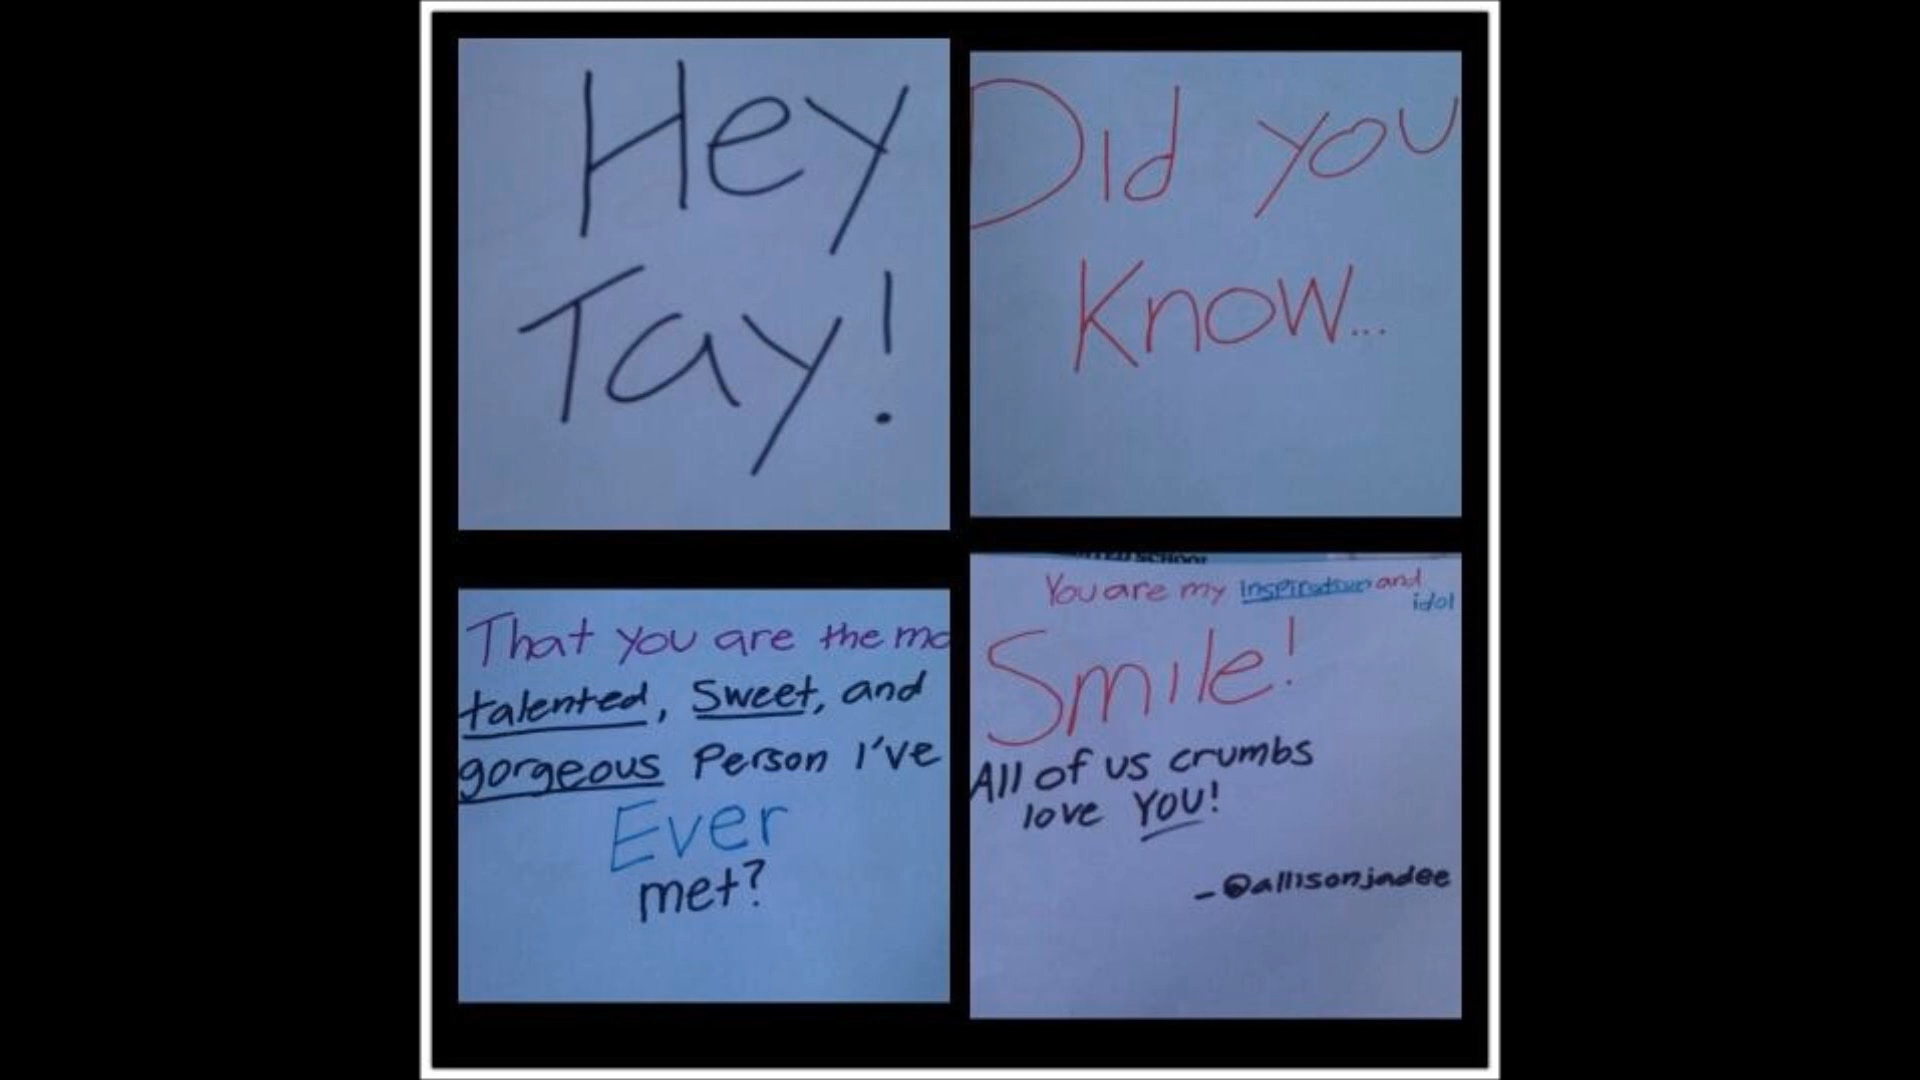 Hey
Tay!
Did you
Know...
That you are the mo
talented, Sweet, and
gorgeous Person I've
Ever
met?
SCHOOL
You are my Inspiration and
idol
Smile!
All of us crumbs
love YOU!
- @allisonjadee